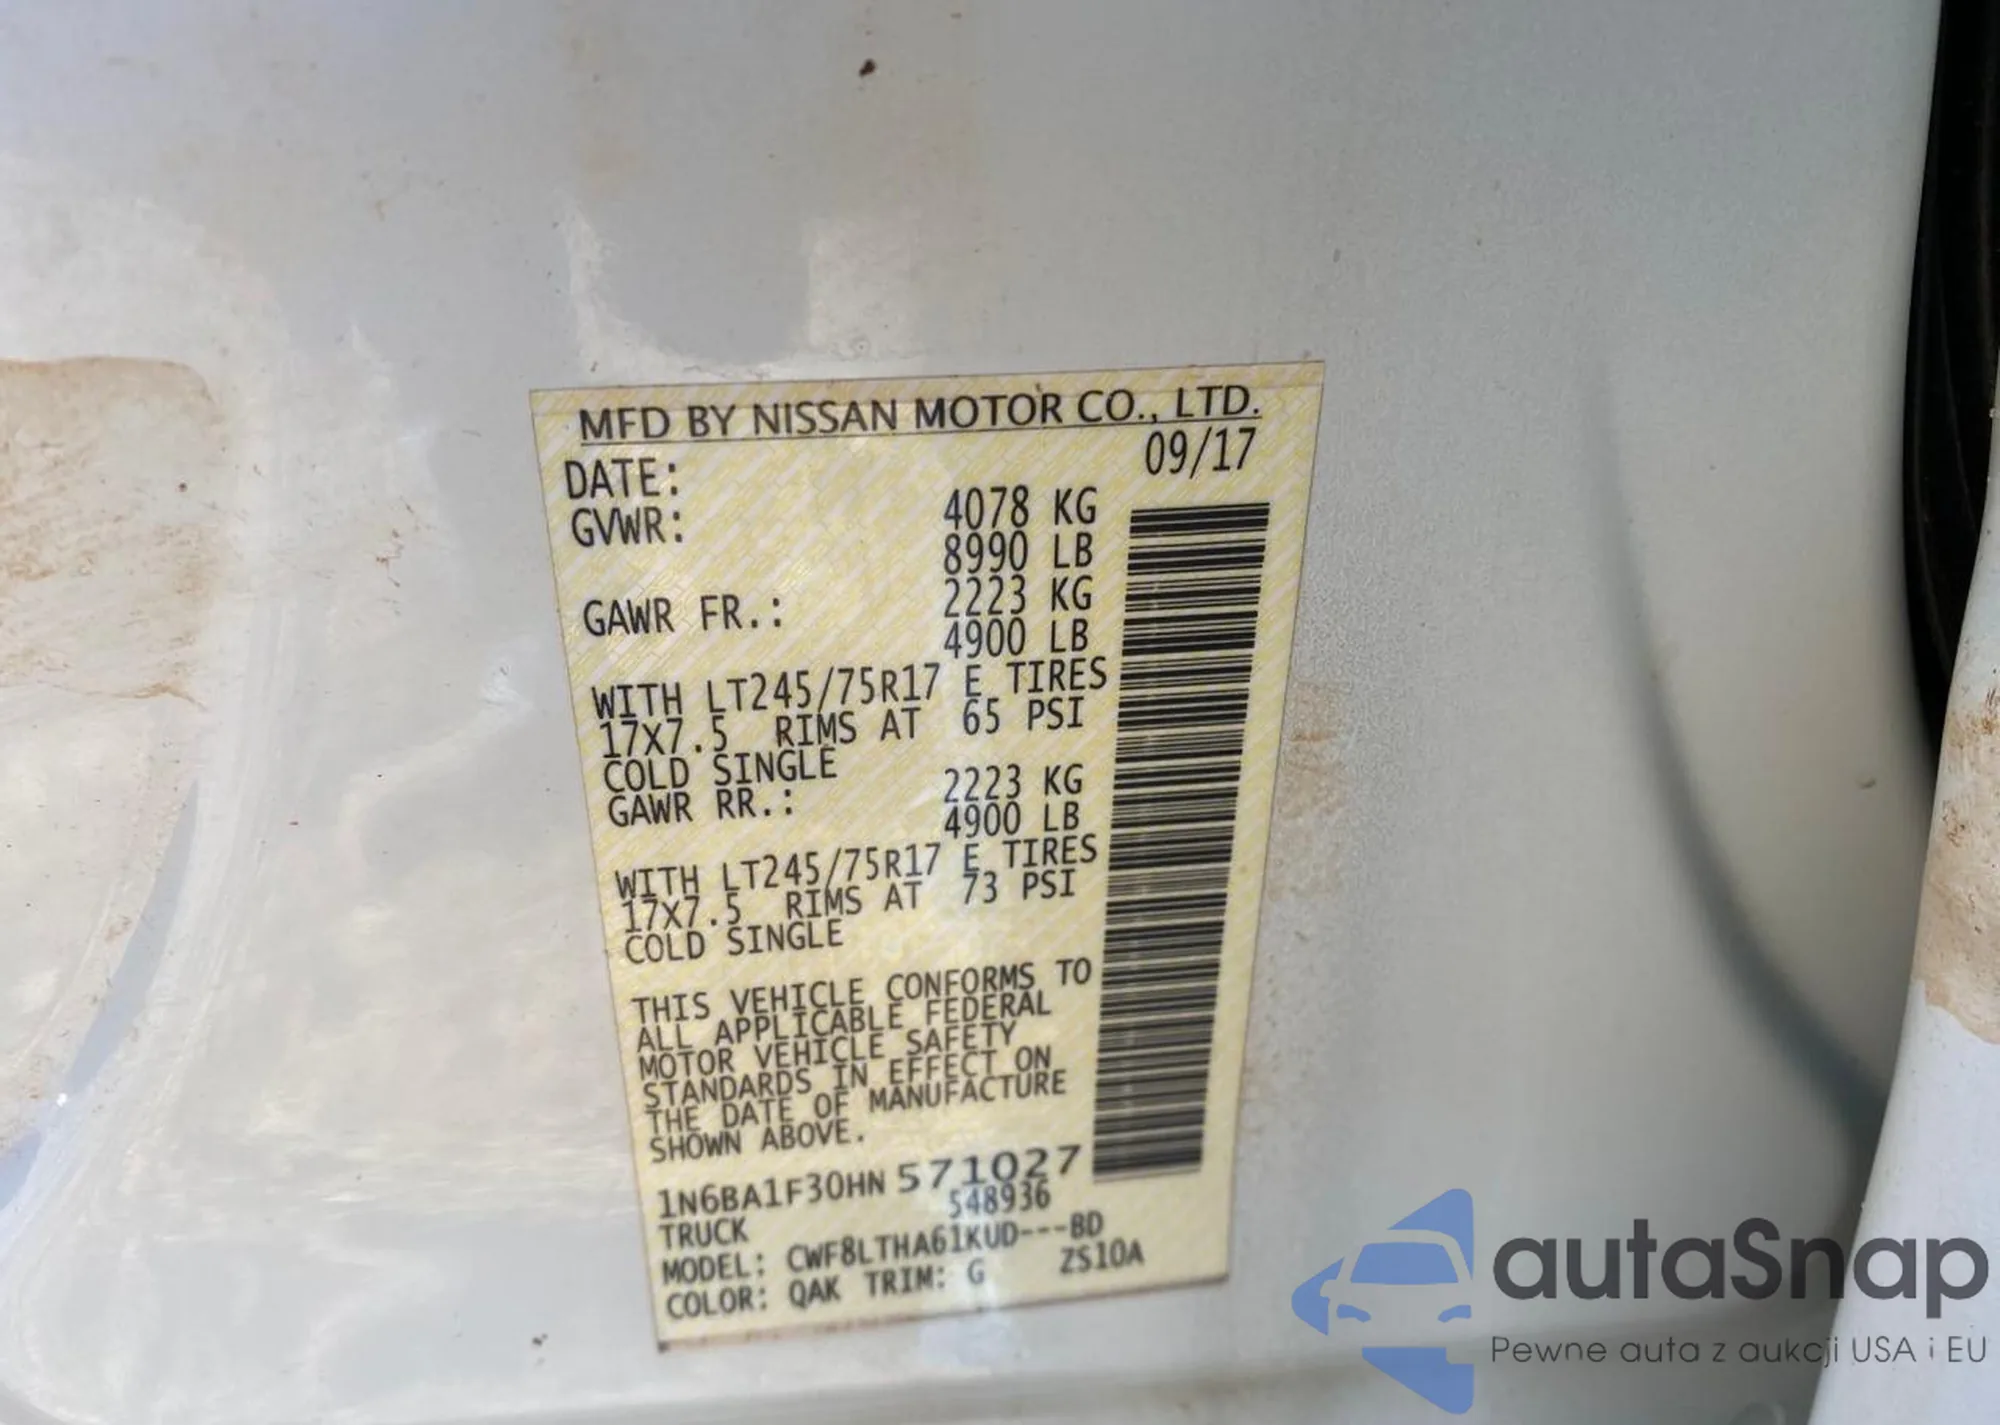 MFD BY NISSAN MOTOR CO., LTD.
DATE: 09/17
GVWR: 4078 KG
8990 LB
GAWR FR.: 2223 KG
4900 LB
WITH LT245/75R17 E TIRES
17X7.5 RIMS AT 65 PSI
COLD SINGLE
GAWR RR.: 2223 KG
4900 LB
WITH LT245/75R17 E TIRES
17X7.5 RIMS AT 73 PSI
COLD SINGLE
THIS VEHICLE CONFORMS TO
ALL APPLICABLE FEDERAL
MOTOR VEHICLE SAFETY
STANDARDS IN EFFECT ON
THE DATE OF MANUFACTURE
SHOWN ABOVE.
1N6BA1F30HN571027
548936
TRUCK
MODEL: CWF8LTHA61KUD---BD
COLOR: QAK TRIM: G ZS10A
autaSnap
Pewne auta z aukcji USA i EU